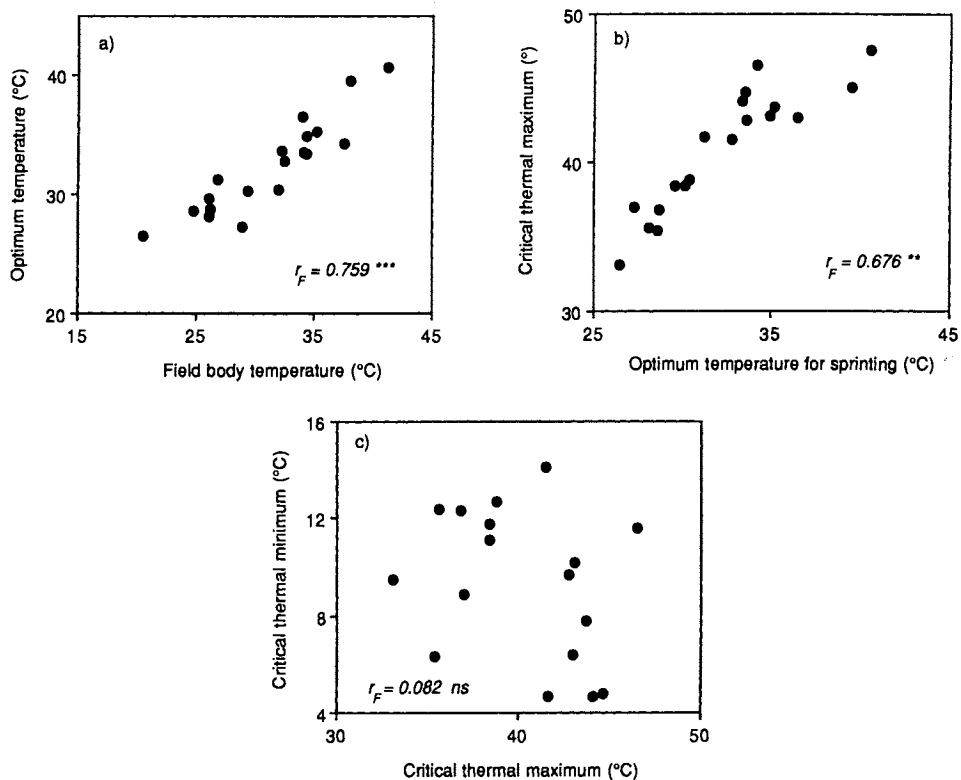 a)
Optimum temperature (°C)
40
30
20
15
25
35
45
Field body temperature (°C)
r_F = 0.759 ***
b)
Critical thermal maximum (°)
50
40
30
25
35
45
Optimum temperature for sprinting (°C)
r_F = 0.676 **
c)
Critical thermal minimum (°C)
16
12
8
4
30
40
50
Critical thermal maximum (°C)
r_F = 0.082 ns